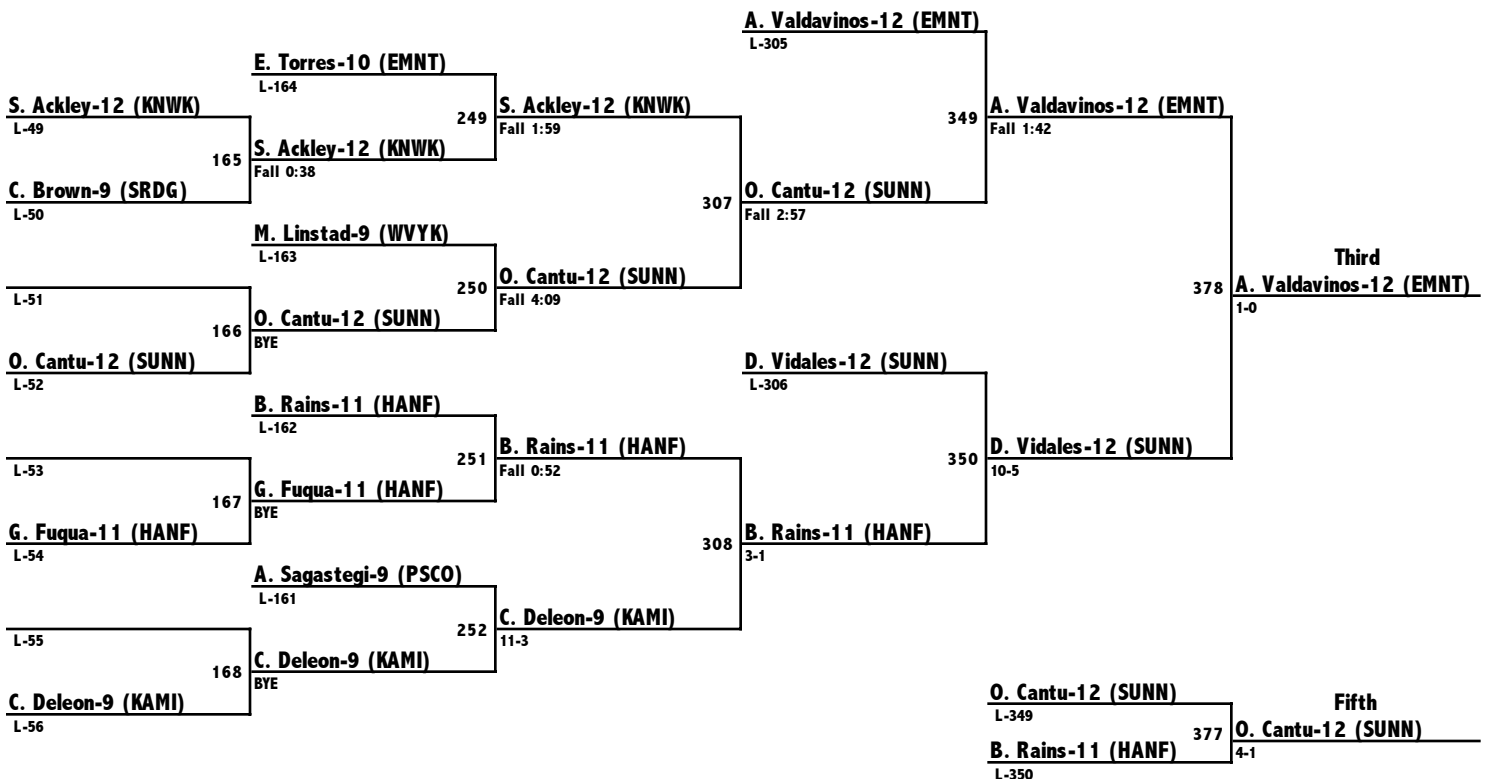 A. Valdavinos-12 (EMNT)
L-305
E. Torres-10 (EMNT)
L-164
S. Ackley-12 (KNWK)
L-49
249
S. Ackley-12 (KNWK)
Fall 1:59
349
A. Valdavinos-12 (EMNT)
Fall 1:42
165
S. Ackley-12 (KNWK)
Fall 0:38
C. Brown-9 (SRDG)
L-50
307
O. Cantu-12 (SUNN)
Fall 2:57
M. Linstad-9 (WVYK)
L-163
L-51
250
O. Cantu-12 (SUNN)
Fall 4:09
Third
378
A. Valdavinos-12 (EMNT)
1-0
166
O. Cantu-12 (SUNN)
BYE
O. Cantu-12 (SUNN)
L-52
D. Vidales-12 (SUNN)
L-306
B. Rains-11 (HANF)
L-162
L-53
251
B. Rains-11 (HANF)
Fall 0:52
350
D. Vidales-12 (SUNN)
10-5
167
G. Fuqua-11 (HANF)
BYE
G. Fuqua-11 (HANF)
L-54
308
B. Rains-11 (HANF)
3-1
A. Sagastegi-9 (PSCO)
L-161
L-55
252
C. Deleon-9 (KAMI)
11-3
168
C. Deleon-9 (KAMI)
BYE
C. Deleon-9 (KAMI)
L-56
O. Cantu-12 (SUNN)
L-349
Fifth
377
O. Cantu-12 (SUNN)
4-1
B. Rains-11 (HANF)
L-350